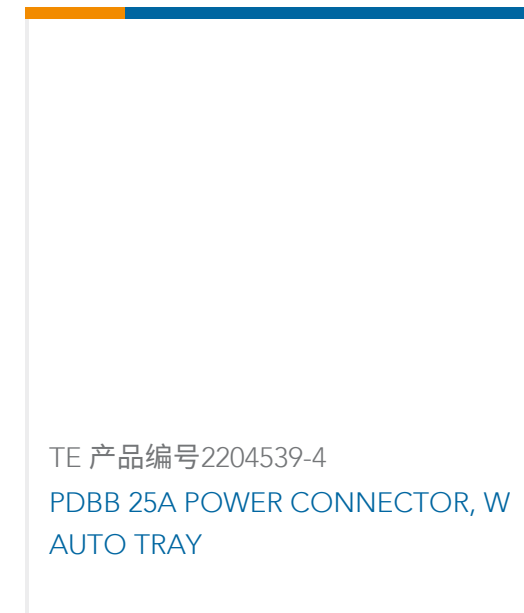 TE 产品编号2204539-4
PDBB 25A POWER CONNECTOR, W
AUTO TRAY